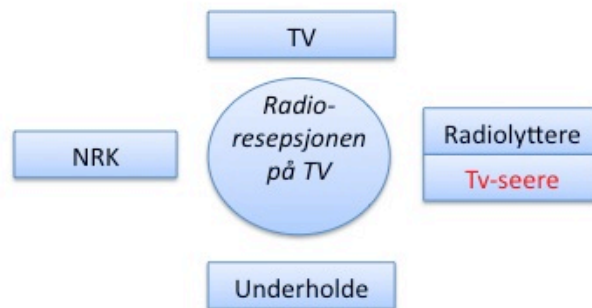 TV
Radio-
resepsjonen
på TV
NRK
Radiolyttere
Tv-seere
Underholde